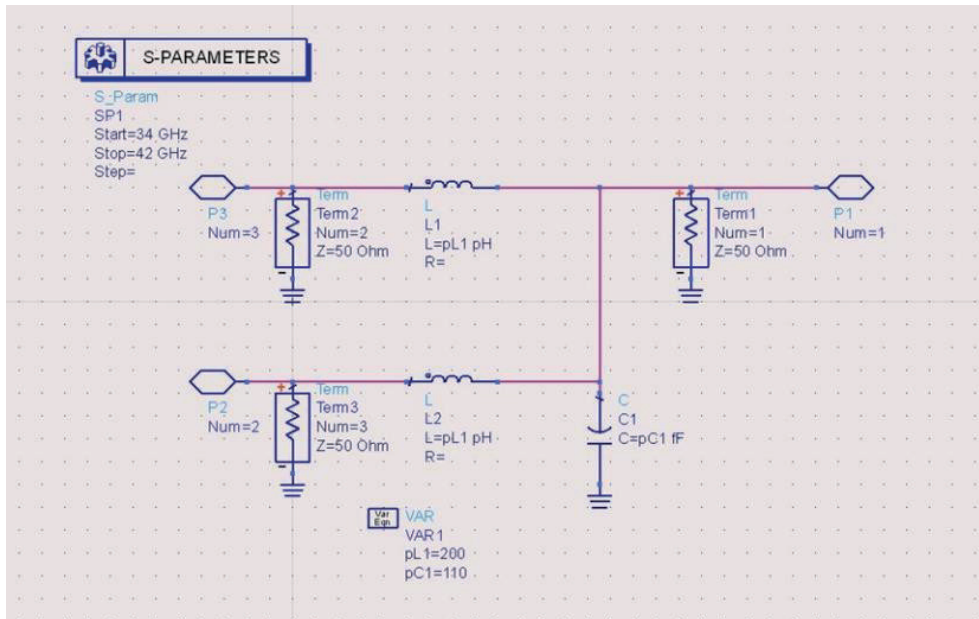 S-PARAMETERS
S_Param
SP1
Start=34 GHz
Stop=42 GHz
Step=
P3
Num=3
+
Term
Term2
Num=2
Z=50 Ohm
-
L
L1
L=pL1 pH
R=
+
Term
Term1
Num=1
Z=50 Ohm
-
P1
Num=1
P2
Num=2
+
Term
Term3
Num=3
Z=50 Ohm
-
L
L2
L=pL1 pH
R=
C
C1
C=pC1 fF
Var
Eqn
VAR
VAR1
pL1=200
pC1=110